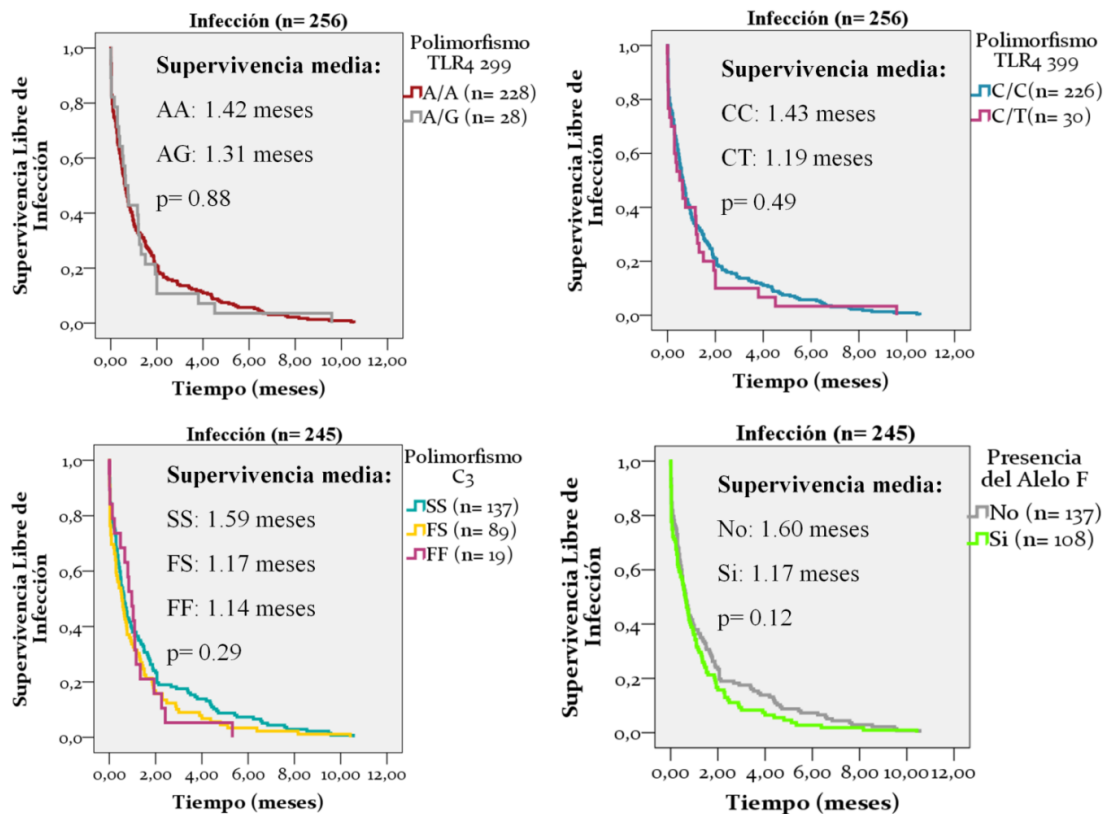 Infección (n= 256)
Polimorfismo
TLR4 299
A/A (n= 228)
A/G (n= 28)
Supervivencia Libre de
Infección
1,0
0,8
0,6
0,4
0,2
0,0
Supervivencia media:
AA: 1.42 meses
AG: 1.31 meses
p= 0.88
0,00 2,00 4,00 6,00 8,00 10,00 12,00
Tiempo (meses)
Infección (n= 256)
Polimorfismo
TLR4 399
C/C(n= 226)
C/T(n= 30)
Supervivencia Libre de
Infección
1,0
0,8
0,6
0,4
0,2
0,0
Supervivencia media:
CC: 1.43 meses
CT: 1.19 meses
p= 0.49
0,00 2,00 4,00 6,00 8,00 10,00 12,00
Tiempo (meses)
Infección (n= 245)
Polimorfismo
C3
SS (n= 137)
FS (n= 89)
FF (n= 19)
Supervivencia Libre de
Infección
1,0
0,8
0,6
0,4
0,2
0,0
Supervivencia media:
SS: 1.59 meses
FS: 1.17 meses
FF: 1.14 meses
p= 0.29
0,00 2,00 4,00 6,00 8,00 10,00 12,00
Tiempo (meses)
Infección (n= 245)
Presencia
del Alelo F
No (n= 137)
Si (n= 108)
Supervivencia Libre de
Infección
1,0
0,8
0,6
0,4
0,2
0,0
Supervivencia media:
No: 1.60 meses
Si: 1.17 meses
p= 0.12
0,00 2,00 4,00 6,00 8,00 10,00 12,00
Tiempo (meses)